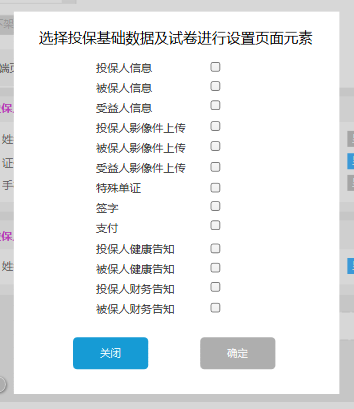 选择投保基础数据及试卷进行设置页面元素
投保人信息
被保人信息
受益人信息
投保人影像件上传
被保人影像件上传
受益人影像件上传
特殊单证
签字
支付
投保人健康告知
被保人健康告知
投保人财务告知
被保人财务告知
关闭 确定
姓
证
手
姓